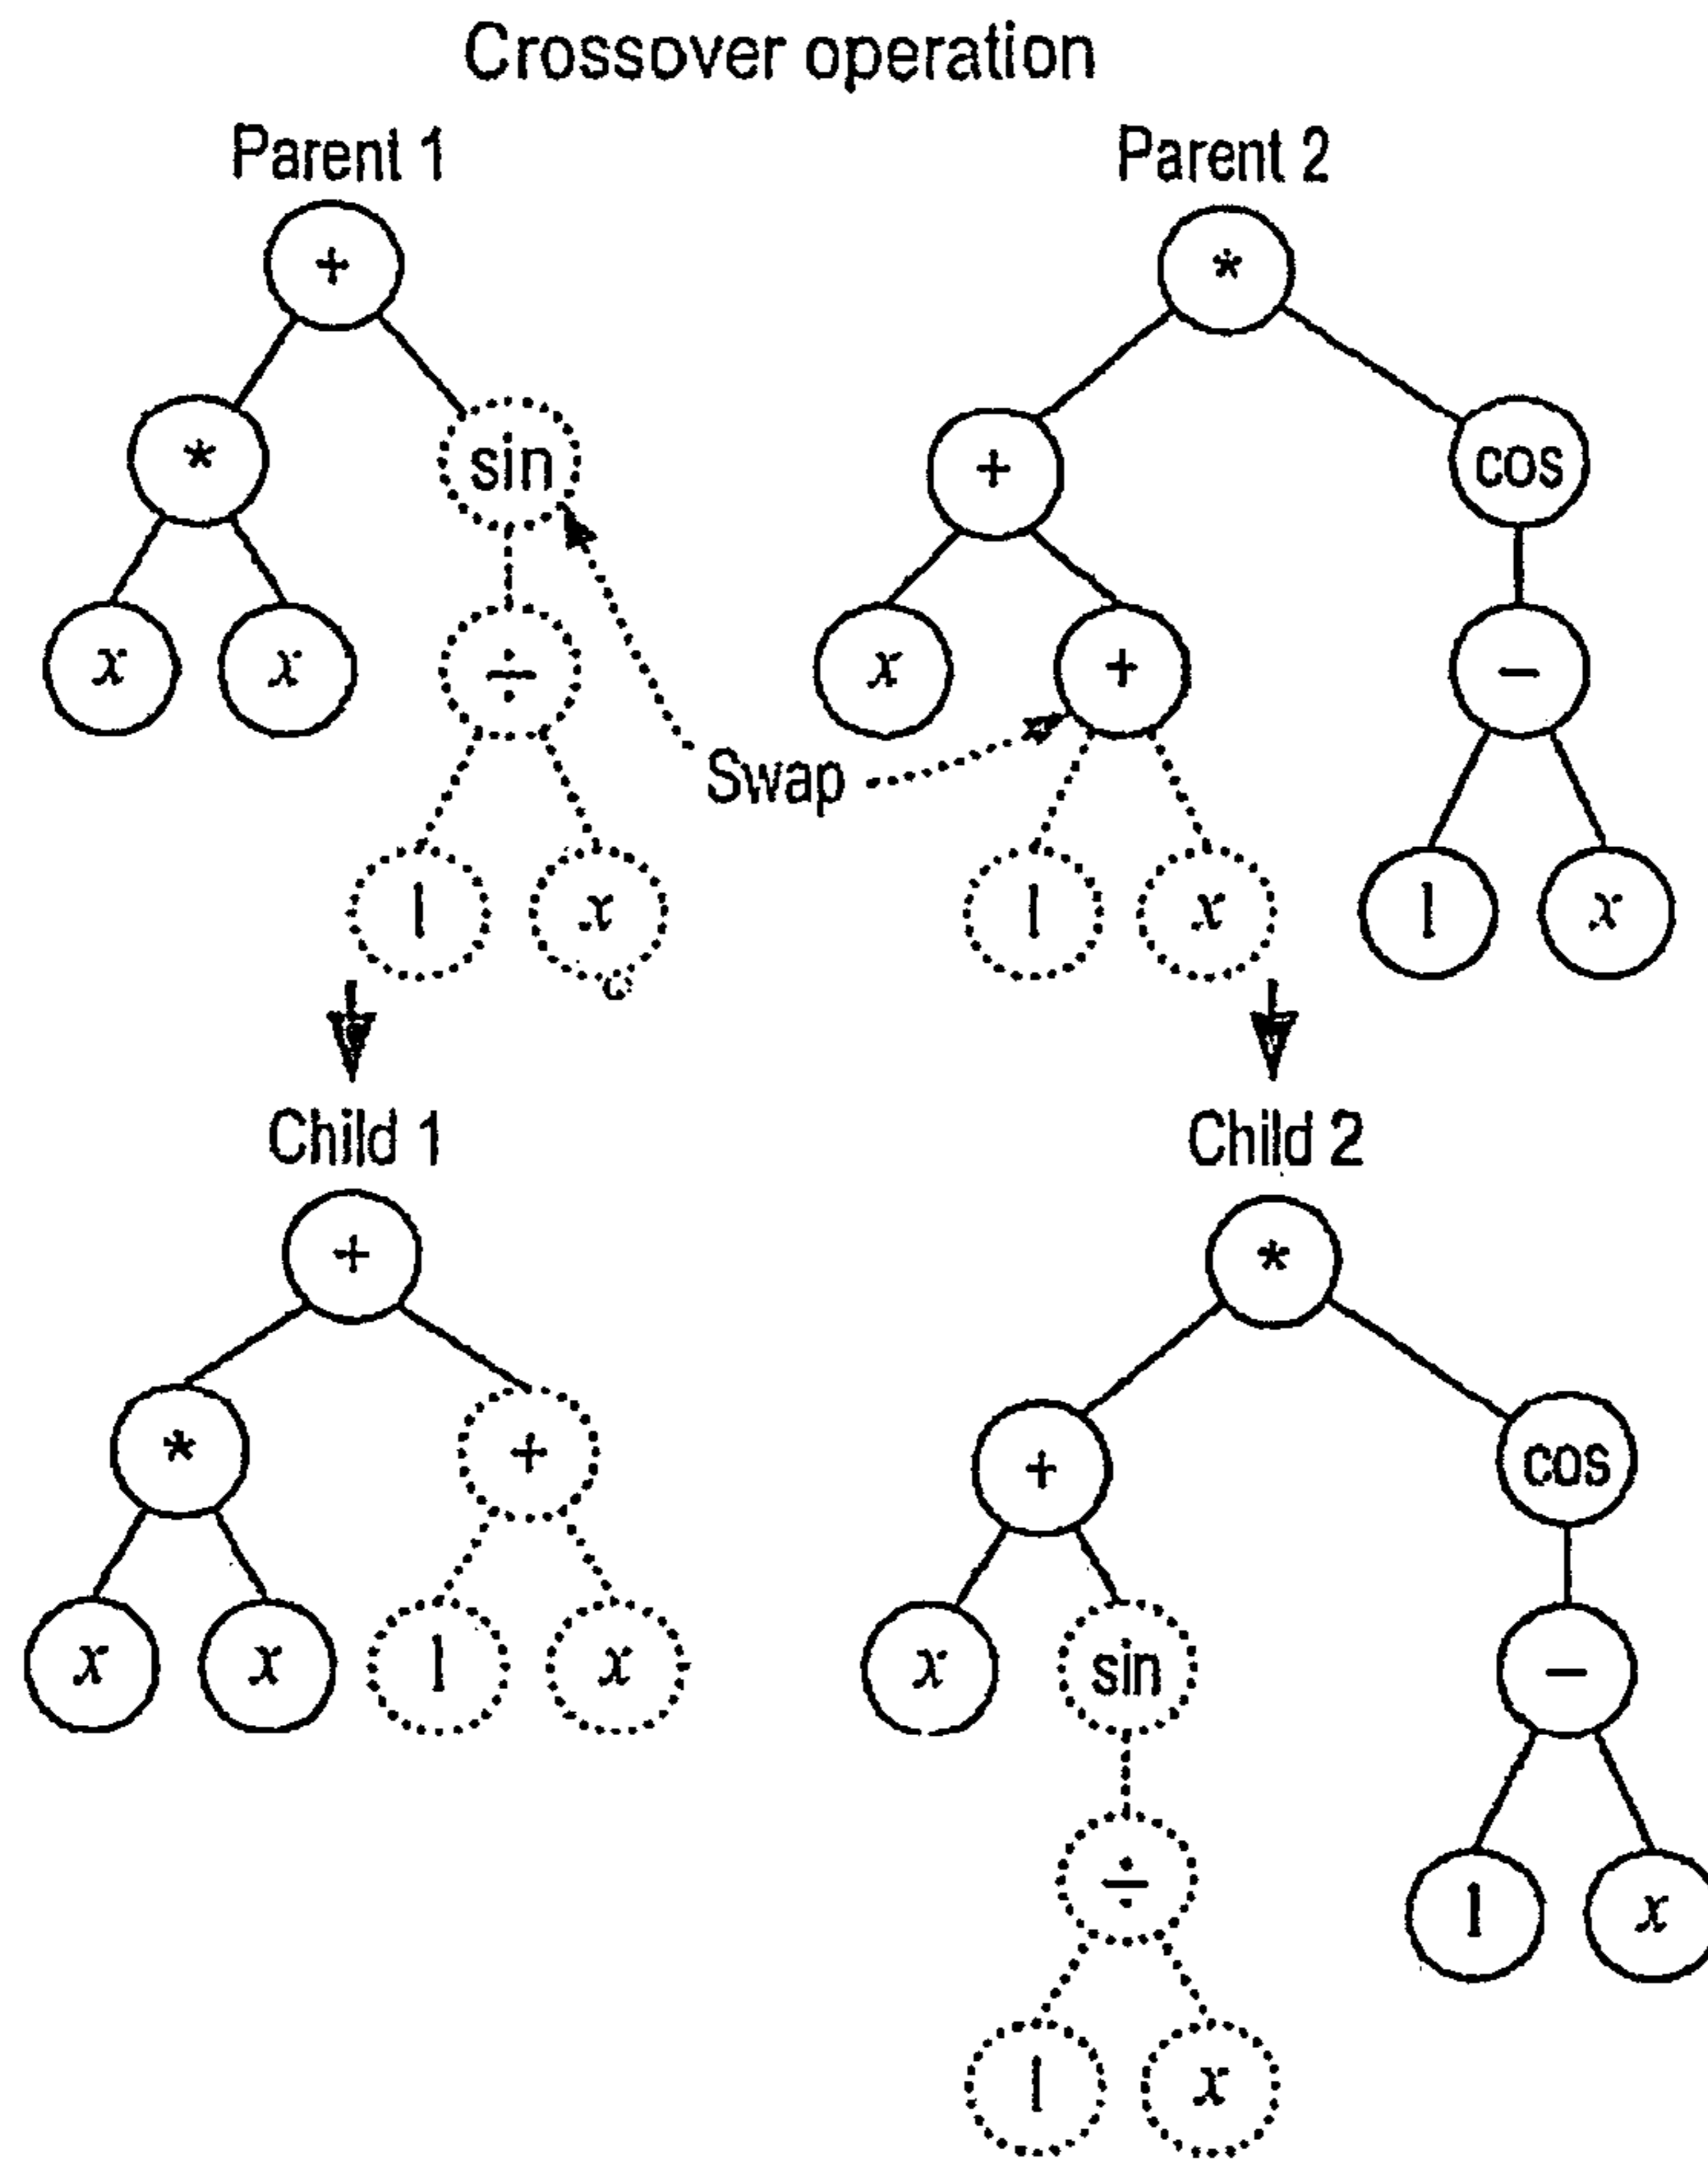 Crossover operation
Parent 1 Parent 2
+ *
* sin + cos
x x ÷ x + −
Swap
1 x 1 x 1 x
Child 1 Child 2
+ *
* + + cos
x x 1 x x sin −
÷ 1 x
1 x